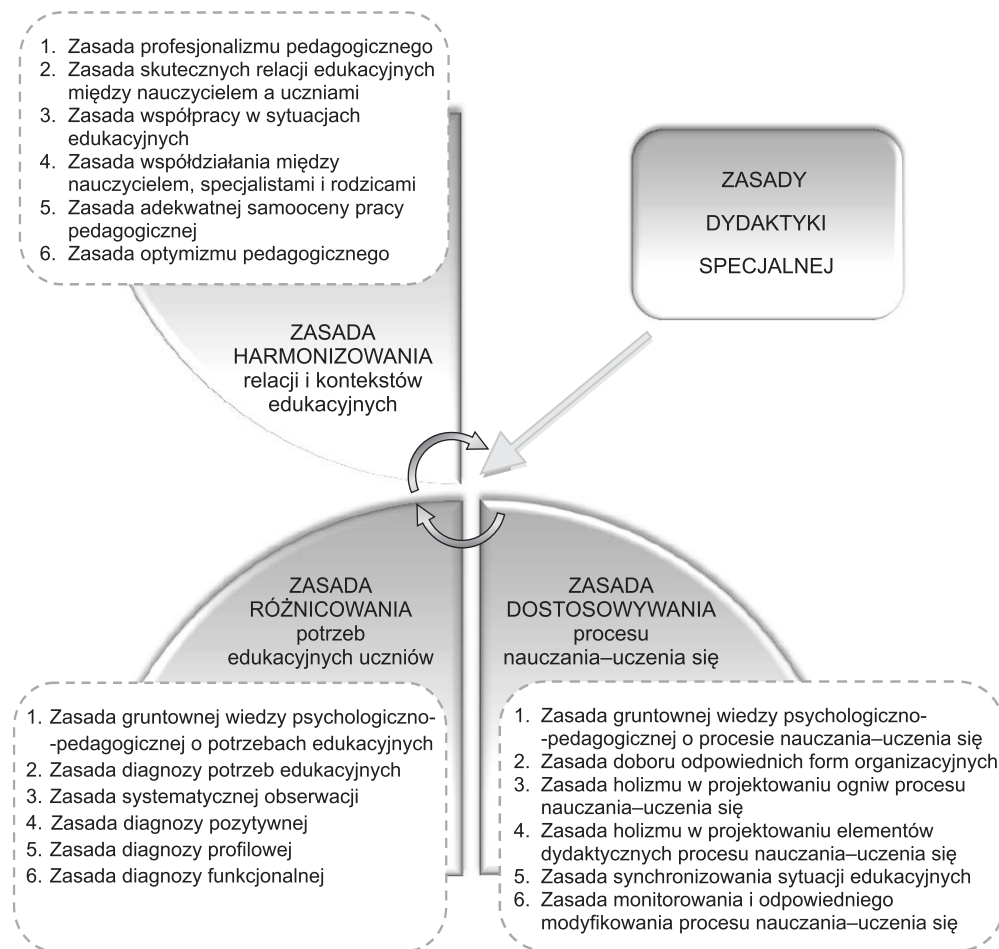 1. Zasada profesjonalizmu pedagogicznego
2. Zasada skutecznych relacji edukacyjnych
między nauczycielem a uczniami
3. Zasada współpracy w sytuacjach
edukacyjnych
4. Zasada współdziałania między
nauczycielem, specjalistami i rodzicami
5. Zasada adekwatnej samooceny pracy
pedagogicznej
6. Zasada optymizmu pedagogicznego
ZASADY
DYDAKTYKI
SPECJALNEJ
ZASADA
HARMONIZOWANIA
relacji i kontekstów
edukacyjnych
ZASADA
RÓŻNICOWANIA
potrzeb
edukacyjnych uczniów
ZASADA
DOSTOSOWYWANIA
procesu
nauczania–uczenia się
1. Zasada gruntownej wiedzy psychologiczno-
-pedagogicznej o potrzebach edukacyjnych
2. Zasada diagnozy potrzeb edukacyjnych
3. Zasada systematycznej obserwacji
4. Zasada diagnozy pozytywnej
5. Zasada diagnozy profilowej
6. Zasada diagnozy funkcjonalnej
1. Zasada gruntownej wiedzy psychologiczno-
-pedagogicznej o procesie nauczania–uczenia się
2. Zasada doboru odpowiednich form organizacyjnych
3. Zasada holizmu w projektowaniu ogniw procesu
nauczania–uczenia się
4. Zasada holizmu w projektowaniu elementów
dydaktycznych procesu nauczania–uczenia się
5. Zasada synchronizowania sytuacji edukacyjnych
6. Zasada monitorowania i odpowiedniego
modyfikowania procesu nauczania–uczenia się